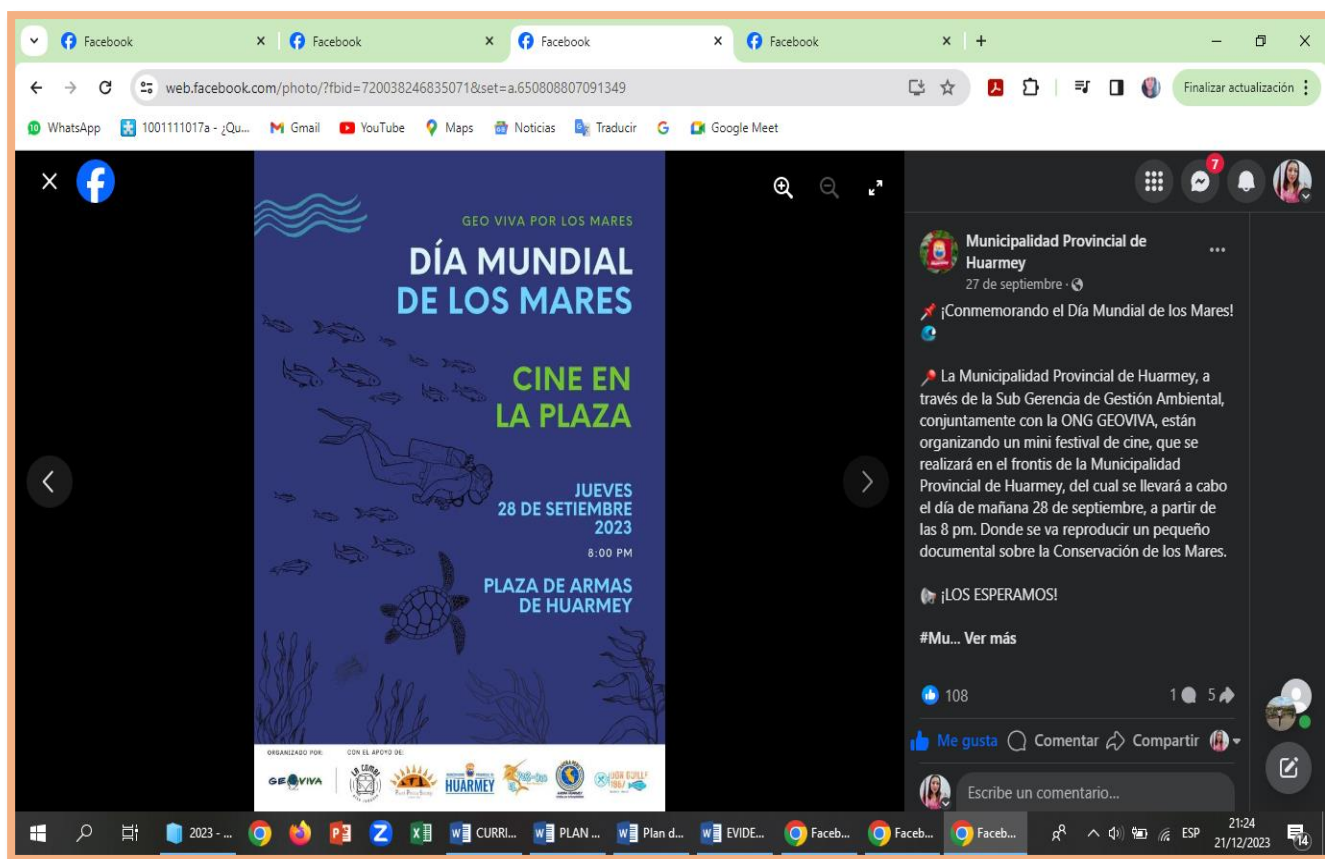 Facebook
Facebook
Facebook
Facebook
web.facebook.com/photo/?fbid=720038246835071&set=a.650808807091349
Finalizar actualización
WhatsApp
1001111017a - ¿Qu...
Gmail
YouTube
Maps
Noticias
Traducir
Google Meet
GEO VIVA POR LOS MARES
DÍA MUNDIAL
DE LOS MARES
CINE EN
LA PLAZA
JUEVES
28 DE SETIEMBRE
2023
8:00 PM
PLAZA DE ARMAS
DE HUARMEY
ORGANIZADO POR:
CON EL APOYO DE:
GEOVIVA
LA COMBI
HUARMEY
7
Municipalidad Provincial de
Huarmey
27 de septiembre ·
¡Conmemorando el Día Mundial de los Mares!
La Municipalidad Provincial de Huarmey, a
través de la Sub Gerencia de Gestión Ambiental,
conjuntamente con la ONG GEOVIVA, están
organizando un mini festival de cine, que se
realizará en el frontis de la Municipalidad
Provincial de Huarmey, del cual se llevará a cabo
el día de mañana 28 de septiembre, a partir de
las 8 pm. Donde se va reproducir un pequeño
documental sobre la Conservación de los Mares.
¡LOS ESPERAMOS!
#Mu... Ver más
108
1
5
Me gusta
Comentar
Compartir
Escribe un comentario...
2023 - ...
CURRI...
PLAN ...
Plan d...
EVIDE...
Faceb...
Faceb...
Faceb...
ESP
21:24
21/12/2023
14